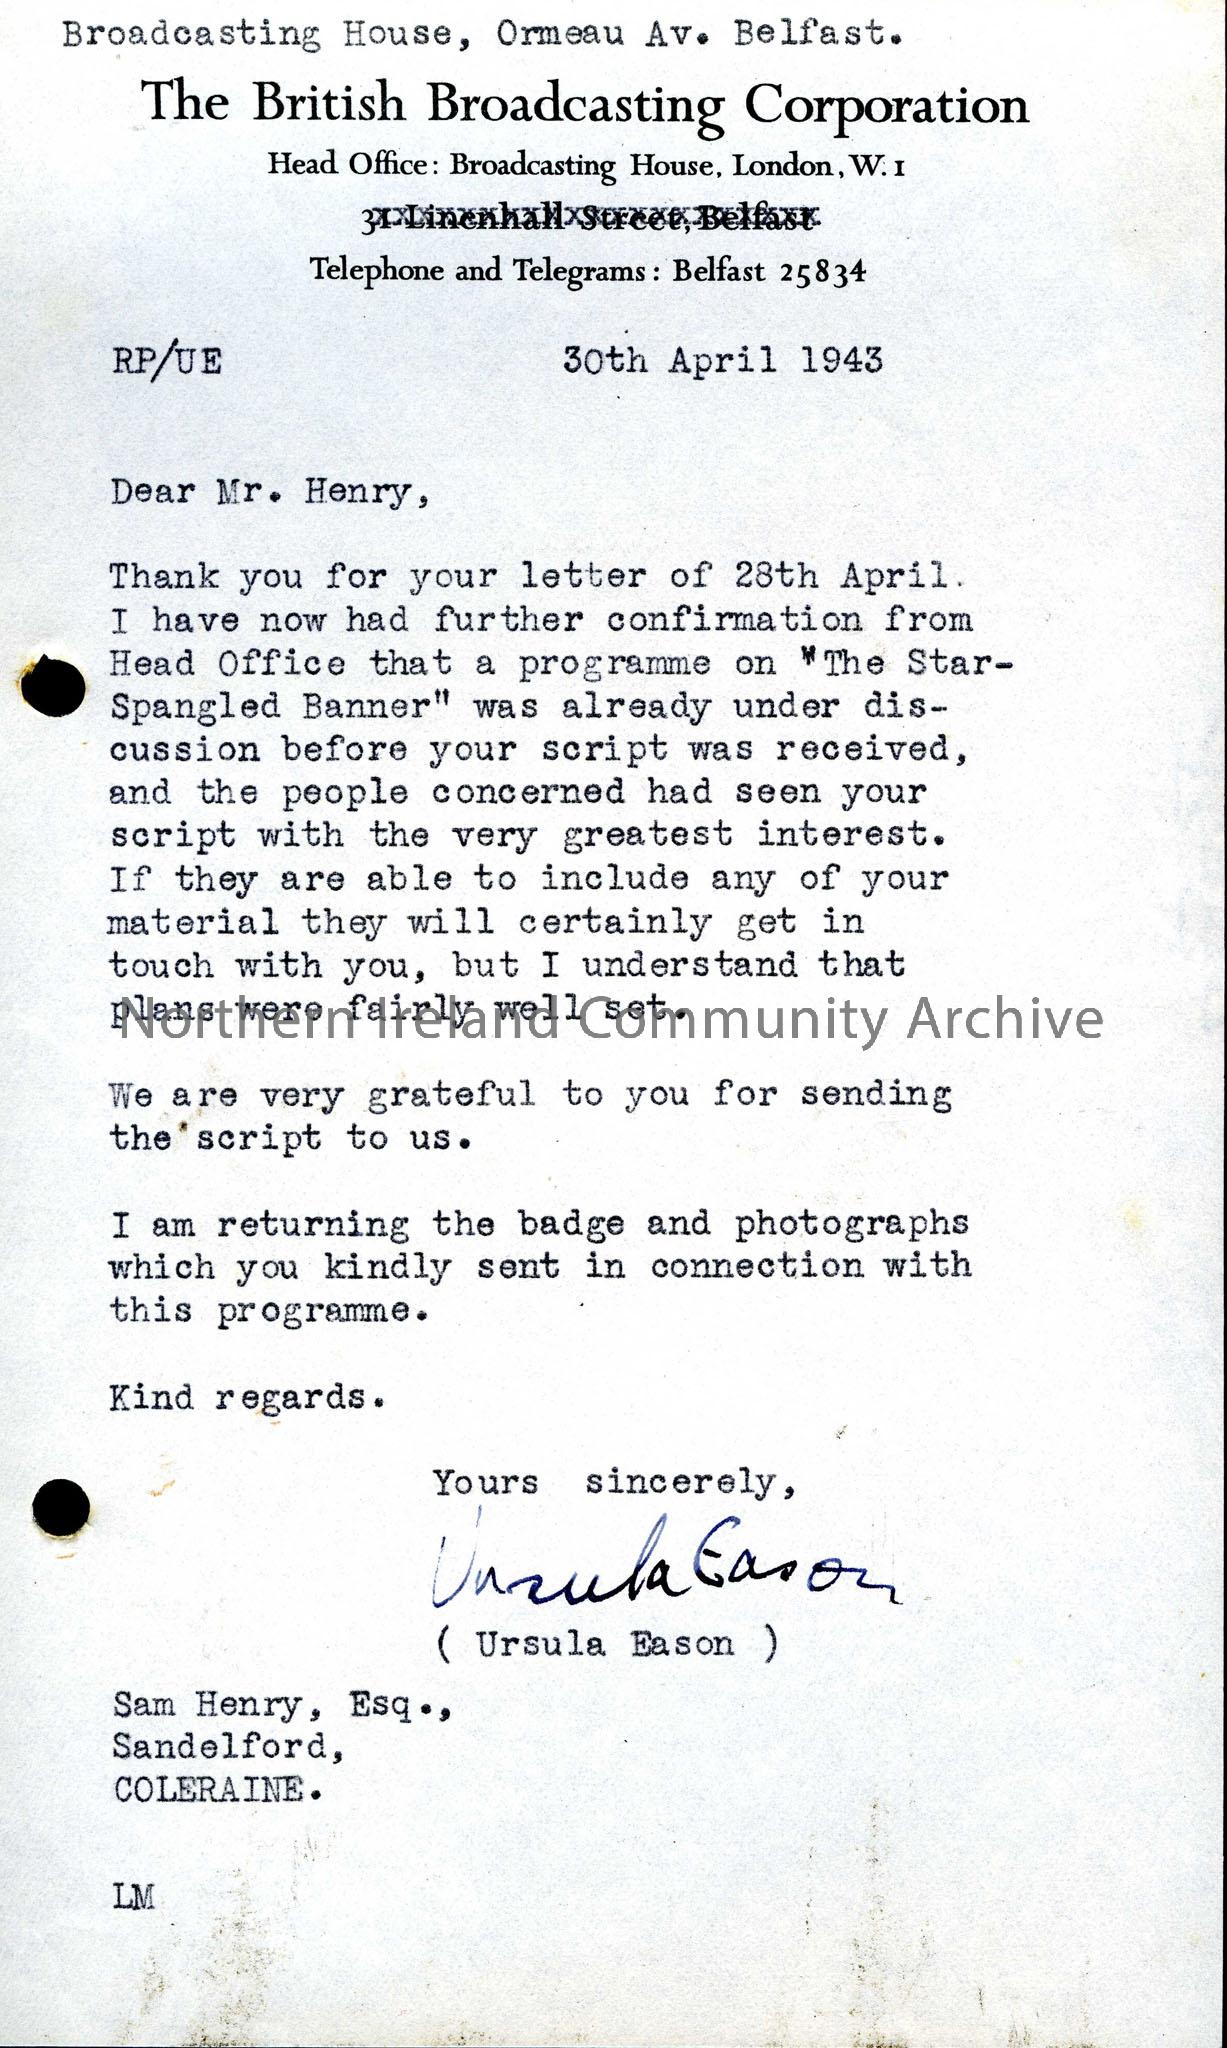 Broadcasting House, Ormeau Av. Belfast.
The British Broadcasting Corporation
Head Office: Broadcasting House, London, W. 1
31 Linenhall Street, Belfast
Telephone and Telegrams: Belfast 25834
RP/UE 30th April 1943
Dear Mr. Henry,
Thank you for your letter of 28th April.
I have now had further confirmation from
Head Office that a programme on "The Star-
Spangled Banner" was already under dis-
cussion before your script was received,
and the people concerned had seen your
script with the very greatest interest.
If they are able to include any of your
material they will certainly get in
touch with you, but I understand that
plans were fairly well set.
Northern Ireland Community Archive
We are very grateful to you for sending
the script to us.
I am returning the badge and photographs
which you kindly sent in connection with
this programme.
Kind regards.
Yours sincerely,
Ursula Eason
( Ursula Eason )
Sam Henry, Esq.,
Sandelford,
COLERAINE.
LM